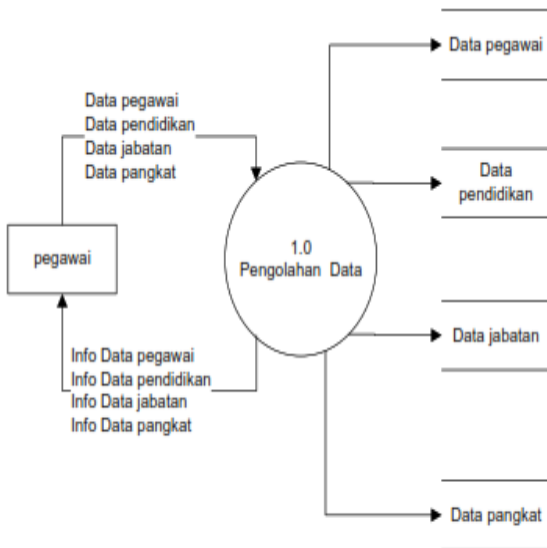 Data pegawai
Data pendidikan
Data jabatan
Data pangkat
pegawai
Info Data pegawai
Info Data pendidikan
Info Data jabatan
Info Data pangkat
1.0
Pengolahan Data
Data pegawai
Data
pendidikan
Data jabatan
Data pangkat